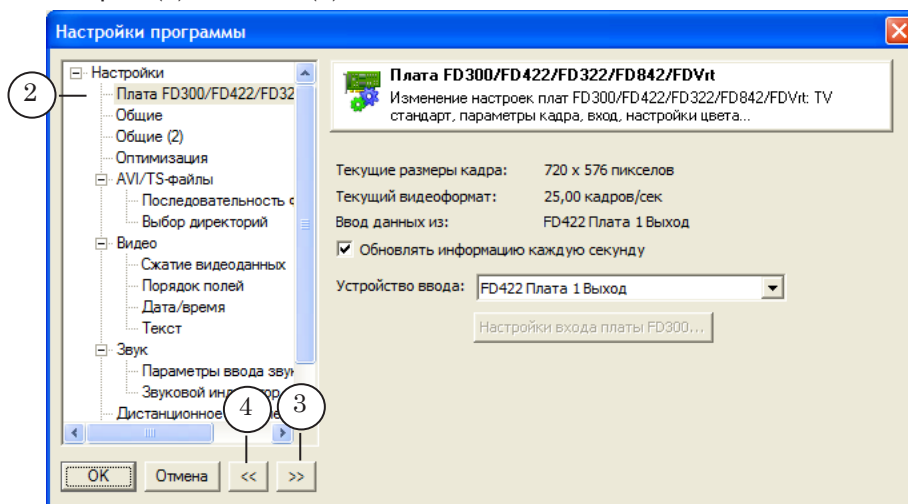 Настройки программы
Настройки
Плата FD300/FD422/FD32
Общие
Общие (2)
Оптимизация
AVI/TS-файлы
Последовательность
Выбор директорий
Видео
Сжатие видеоданных
Порядок полей
Дата/время
Текст
Звук
Параметры ввода зву
Звуковой
Дистанционное
OK
Отмена
<<
>>
2
4
3
Плата FD300/FD422/FD322/FD842/FDVrt
Изменение настроек плат FD300/FD422/FD322/FD842/FDVrt: TV
стандарт, параметры кадра, вход, настройки цвета...
Текущие размеры кадра: 720 x 576 пикселов
Текущий видеоформат: 25,00 кадров/сек
Ввод данных из: FD422 Плата 1 Выход
Обновлять информацию каждую секунду
Устройство ввода: FD422 Плата 1 Выход
Настройки входа платы FD300...